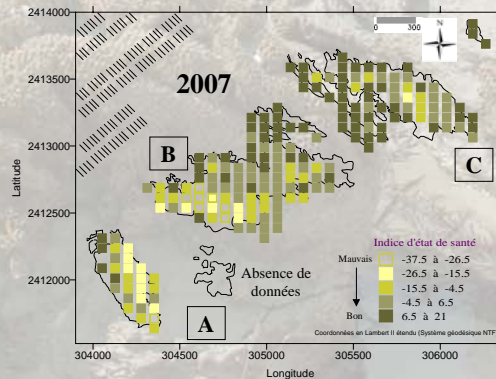 2414000
2413500
2413000
2412500
2412000
Latitude
2007
0 300
N
A
B
C
Absence de
données
Indice d'état de santé
Mauvais
Bon
-37.5 à -26.5
-26.5 à -15.5
-15.5 à -4.5
-4.5 à 6.5
6.5 à 21
Coordonnées en Lambert II étendu (Système géodésique NTF
304000 304500 305000 305500 306000
Longitude